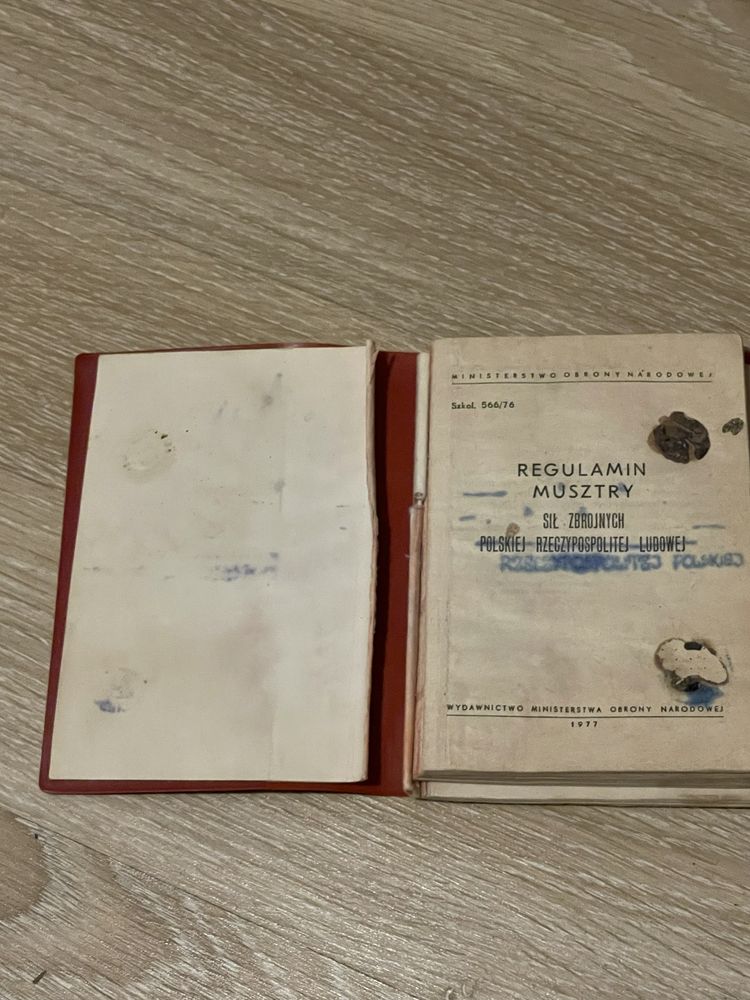 MINISTERSTWO OBRONY NARODOWEJ
Szkol. 566/76
REGULAMIN
MUSZTRY
SIŁ ZBROJNYCH
POLSKIEJ RZECZYPOSPOLITEJ LUDOWEJ
RZECZYPOSPOLITEJ POLSKIEJ
WYDAWNICTWO MINISTERSTWA OBRONY NARODOWEJ
1977